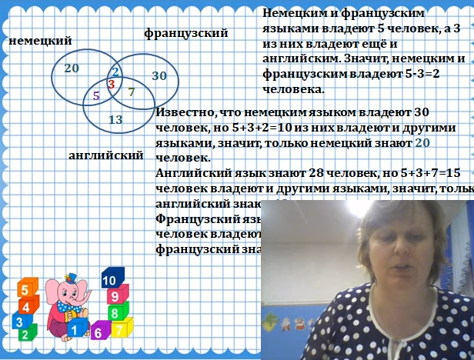 немецкий
французский
20
2
30
3
5
7
13
английский
Немецким и французским
языками владеют 5 человек, а 3
из них владеют ещё и
английским. Значит, немецким и
французским владеют 5-3=2
человека.
Известно, что немецким языком владеют 30
человек, но 5+3+2=10 из них владеют и другими
языками, значит, только немецкий знают 20
человек.
Английский язык знают 28 человек, но 5+3+7=15
человек владеют и другими языками, значит,
английский
Французский
человек владеют
французский
10
5
9
4
8
3
1
7
2
6